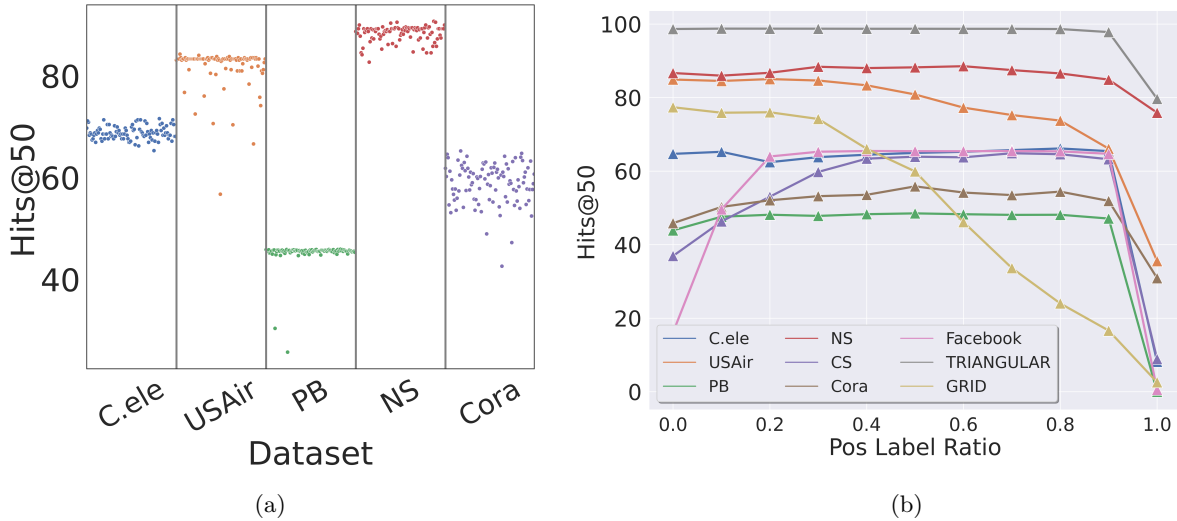 Hits@50
80
60
40
C.ele
USAir
PB
NS
Cora
Dataset
(a)
Hits@50
100
80
60
40
20
0
C.ele
USAir
PB
NS
CS
Cora
Facebook
TRIANGULAR
GRID
0.0
0.2
0.4
0.6
0.8
1.0
Pos Label Ratio
(b)